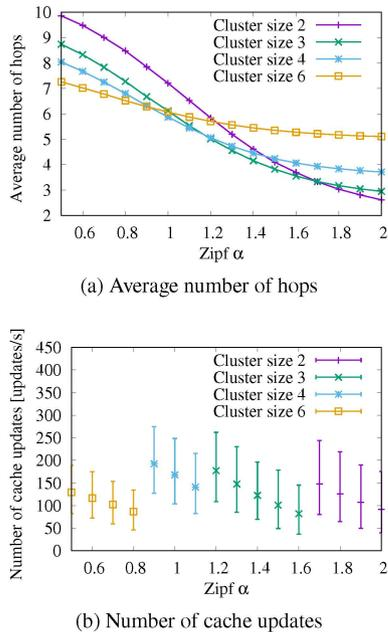 10
9
8
7
6
5
4
3
2
Average number of hops
Cluster size 2
Cluster size 3
Cluster size 4
Cluster size 6
0.6 0.8 1 1.2 1.4 1.6 1.8 2
Zipf α
(a) Average number of hops
450
400
350
300
250
200
150
100
50
0
Number of cache updates [updates/s]
Cluster size 2
Cluster size 3
Cluster size 4
Cluster size 6
0.6 0.8 1 1.2 1.4 1.6 1.8 2
Zipf α
(b) Number of cache updates